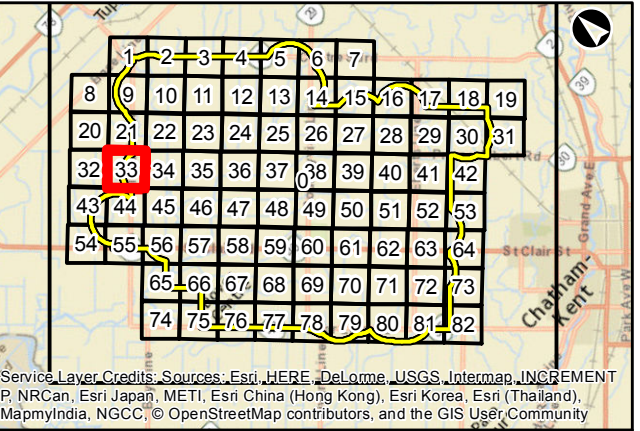 1 2 3 4 5 6 7
8 9 10 11 12 13 14 15 16 17 18 19
20 21 22 23 24 25 26 27 28 29 30 31
32 33 34 35 36 37 38 39 40 41 42
0
43 44 45 46 47 48 49 50 51 52 53
54 55 56 57 58 59 60 61 62 63 64
St Clair St
65 66 67 68 69 70 71 72 73
74 75 76 77 78 79 80 81 82
39
Grand Ave E
Chatham-
Kent
Park Ave W
Service Layer Credits: Sources: Esri, HERE, DeLorme, USGS, Intermap, INCREMENT
P, NRCan, Esri Japan, METI, Esri China (Hong Kong), Esri Korea, Esri (Thailand),
MapmyIndia, NGCC, © OpenStreetMap contributors, and the GIS User Community